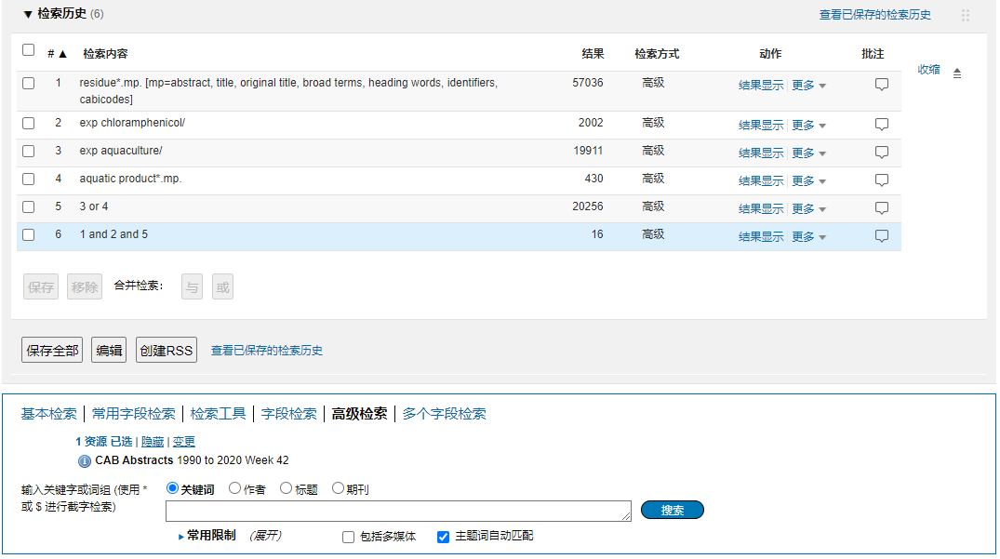 ▼ 检索历史 (6) 查看已保存的检索历史
# ▲ 检索内容 结果 检索方式 动作 批注
收缩
1 residue*.mp. [mp=abstract, title, original title, broad terms, heading words, identifiers, 57036 高级 结果显示 更多
cabicodes]
2 exp chloramphenicol/ 2002 高级 结果显示 更多
3 exp aquaculture/ 19911 高级 结果显示 更多
4 aquatic product*.mp. 430 高级 结果显示 更多
5 3 or 4 20256 高级 结果显示 更多
6 1 and 2 and 5 16 高级 结果显示 更多
保存 移除 合并检索: 与 或
保存全部 编辑 创建RSS 查看已保存的检索历史
基本检索 | 常用字段检索 | 检索工具 | 字段检索 | 高级检索 | 多个字段检索
1 资源 已选 | 隐藏 | 变更
CAB Abstracts 1990 to 2020 Week 42
输入关键字或词组 (使用 * 关键词 作者 标题 期刊
或 $ 进行截字检索) 搜索
▸ 常用限制 (展开) 包括多媒体 主题词自动匹配